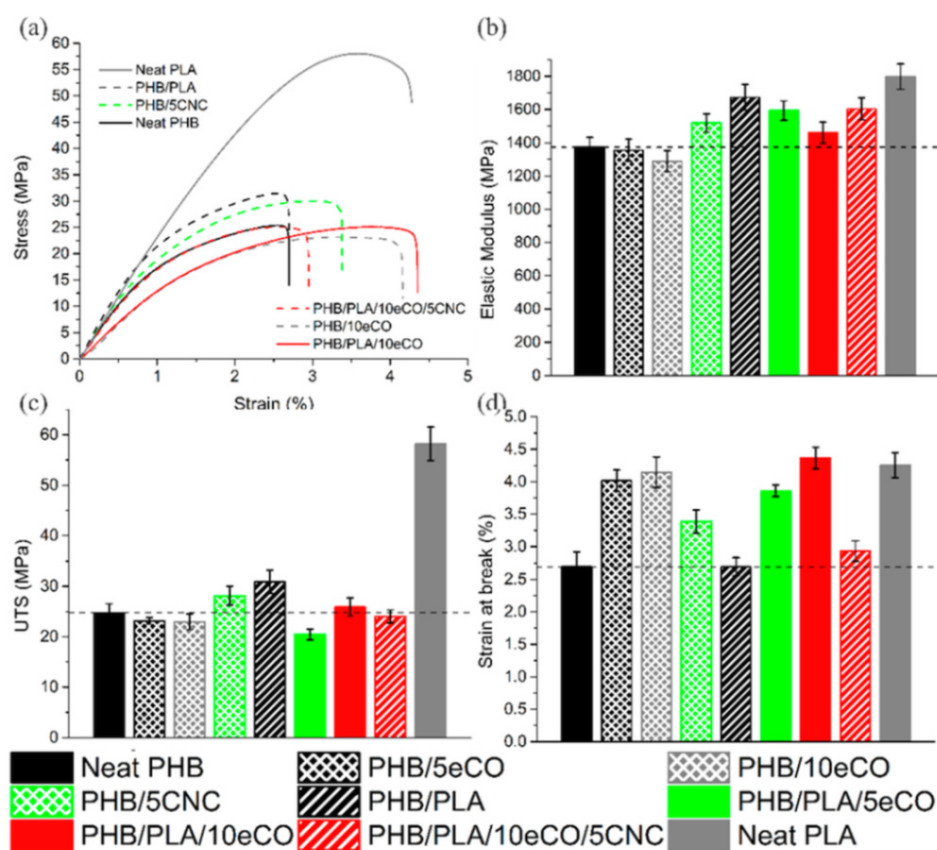 (a)
60
55
50
45
40
35
30
25
20
15
10
5
0
Stress (MPa)
Neat PLA
PHB/PLA
PHB/5CNC
Neat PHB
PHB/PLA/10eCO/5CNC
PHB/10eCO
PHB/PLA/10eCO
0 1 2 3 4 5
Strain (%)
(b)
1800
1600
1400
1200
1000
800
600
400
200
0
Elastic Modulus (MPa)
(c)
60
50
40
30
20
10
0
UTS (MPa)
(d)
5.0
4.5
4.0
3.5
3.0
2.5
2.0
1.5
1.0
0.5
0.0
Strain at break (%)
Neat PHB PHB/5eCO PHB/10eCO
PHB/5CNC PHB/PLA PHB/PLA/5eCO
PHB/PLA/10eCO PHB/PLA/10eCO/5CNC Neat PLA